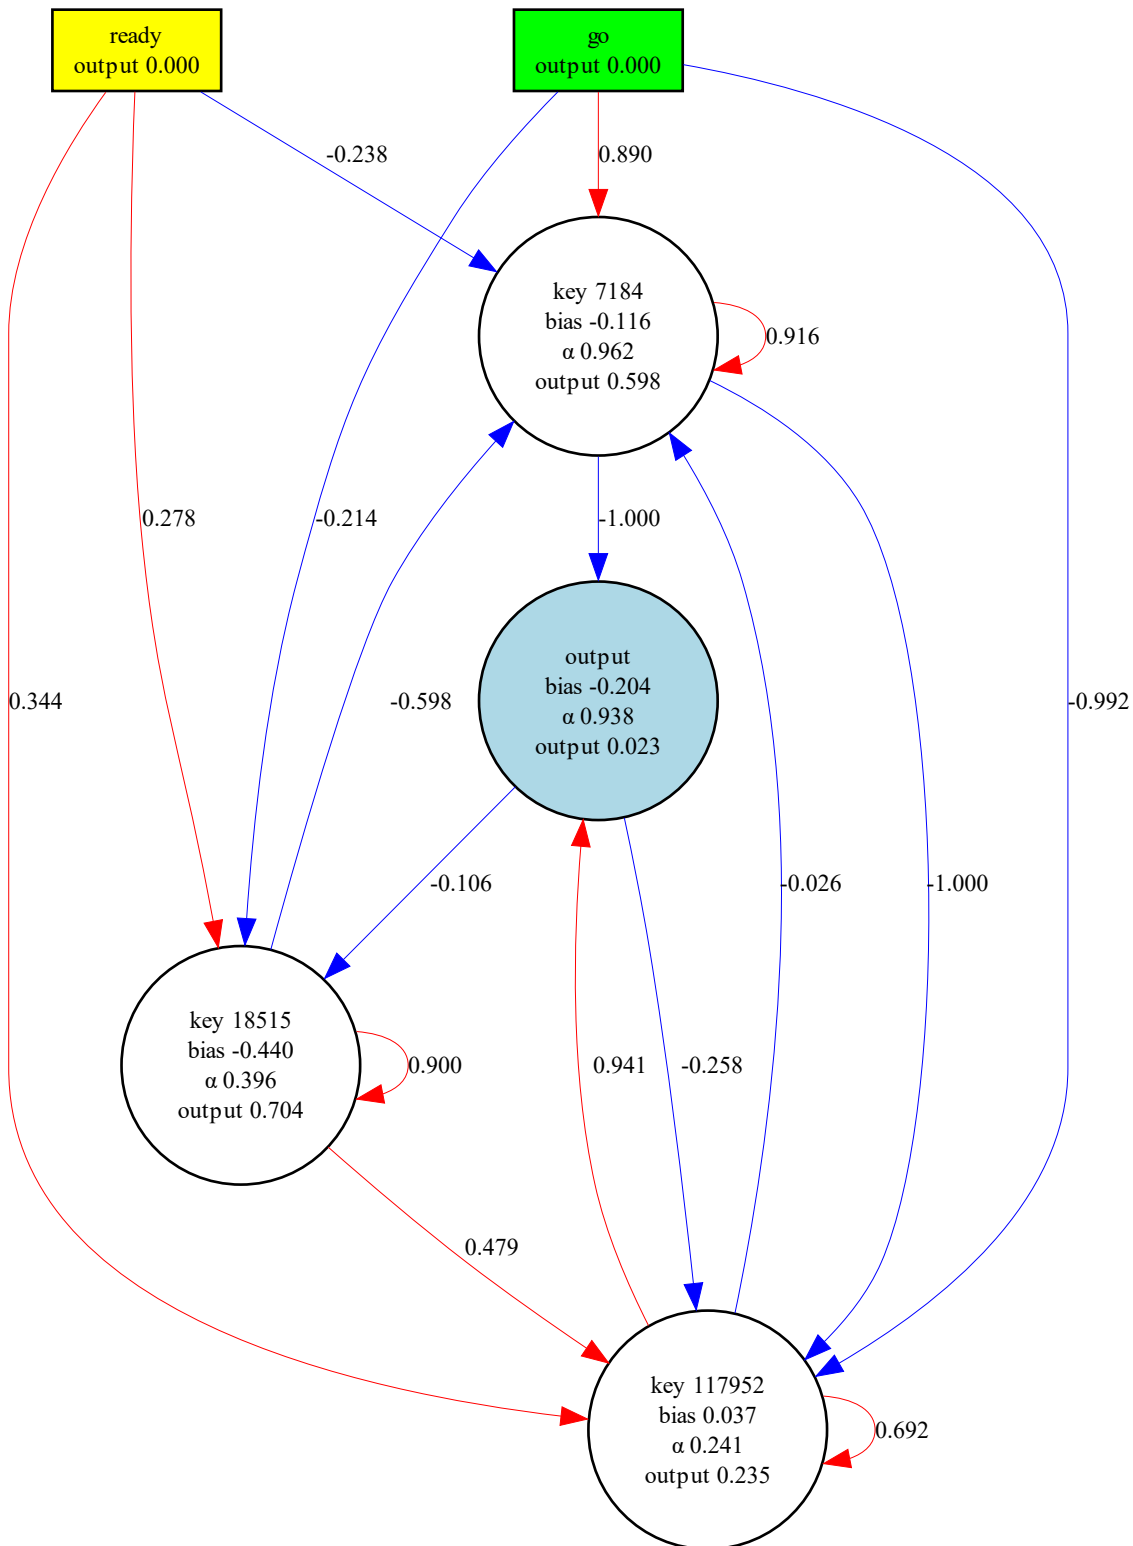 ready
output 0.000
go
output 0.000
-0.238
0.890
key 7184
bias -0.116
α 0.962
output 0.598
0.916
0.278
-0.214
-1.000
output
bias -0.204
α 0.938
output 0.023
0.344
-0.598
-0.992
-0.106
-0.026
-1.000
key 18515
bias -0.440
α 0.396
output 0.704
0.900
0.941
-0.258
0.479
key 117952
bias 0.037
α 0.241
output 0.235
0.692